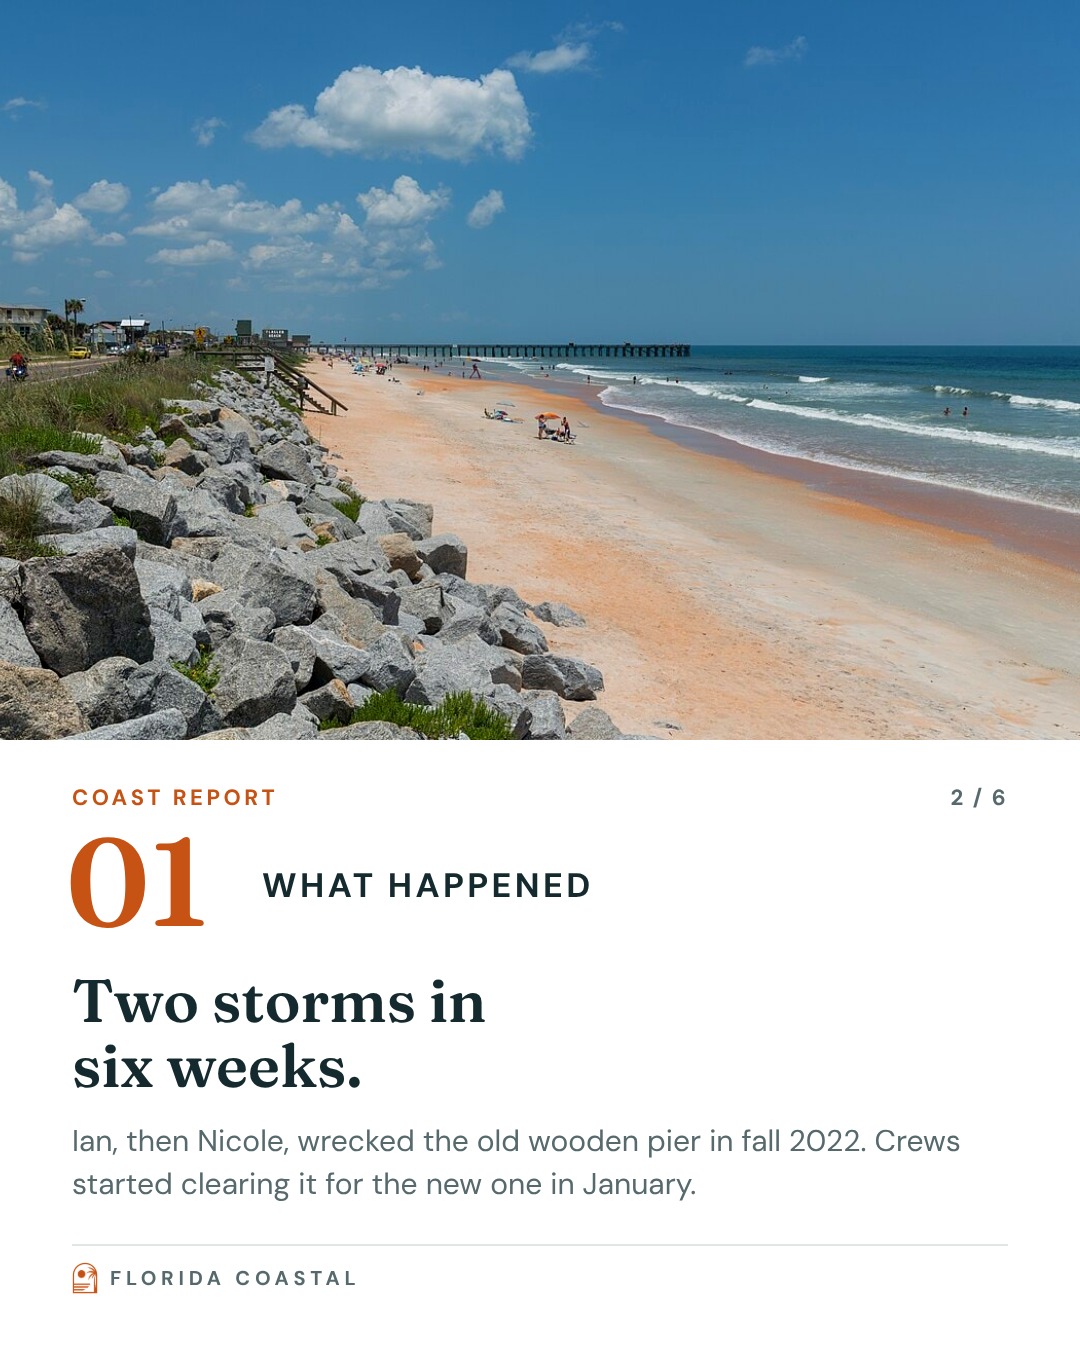 COAST REPORT
2 / 6
01
WHAT HAPPENED
Two storms in
six weeks.
Ian, then Nicole, wrecked the old wooden pier in fall 2022. Crews
started clearing it for the new one in January.
FLORIDA COASTAL